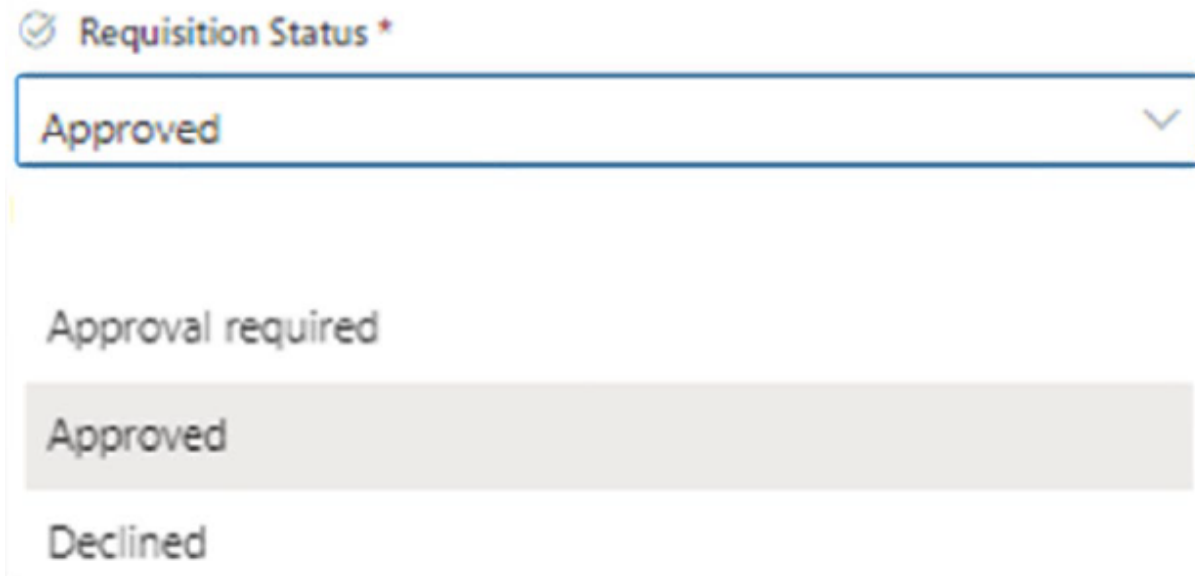 Requisition Status *
Approved
Approval required
Approved
Declined